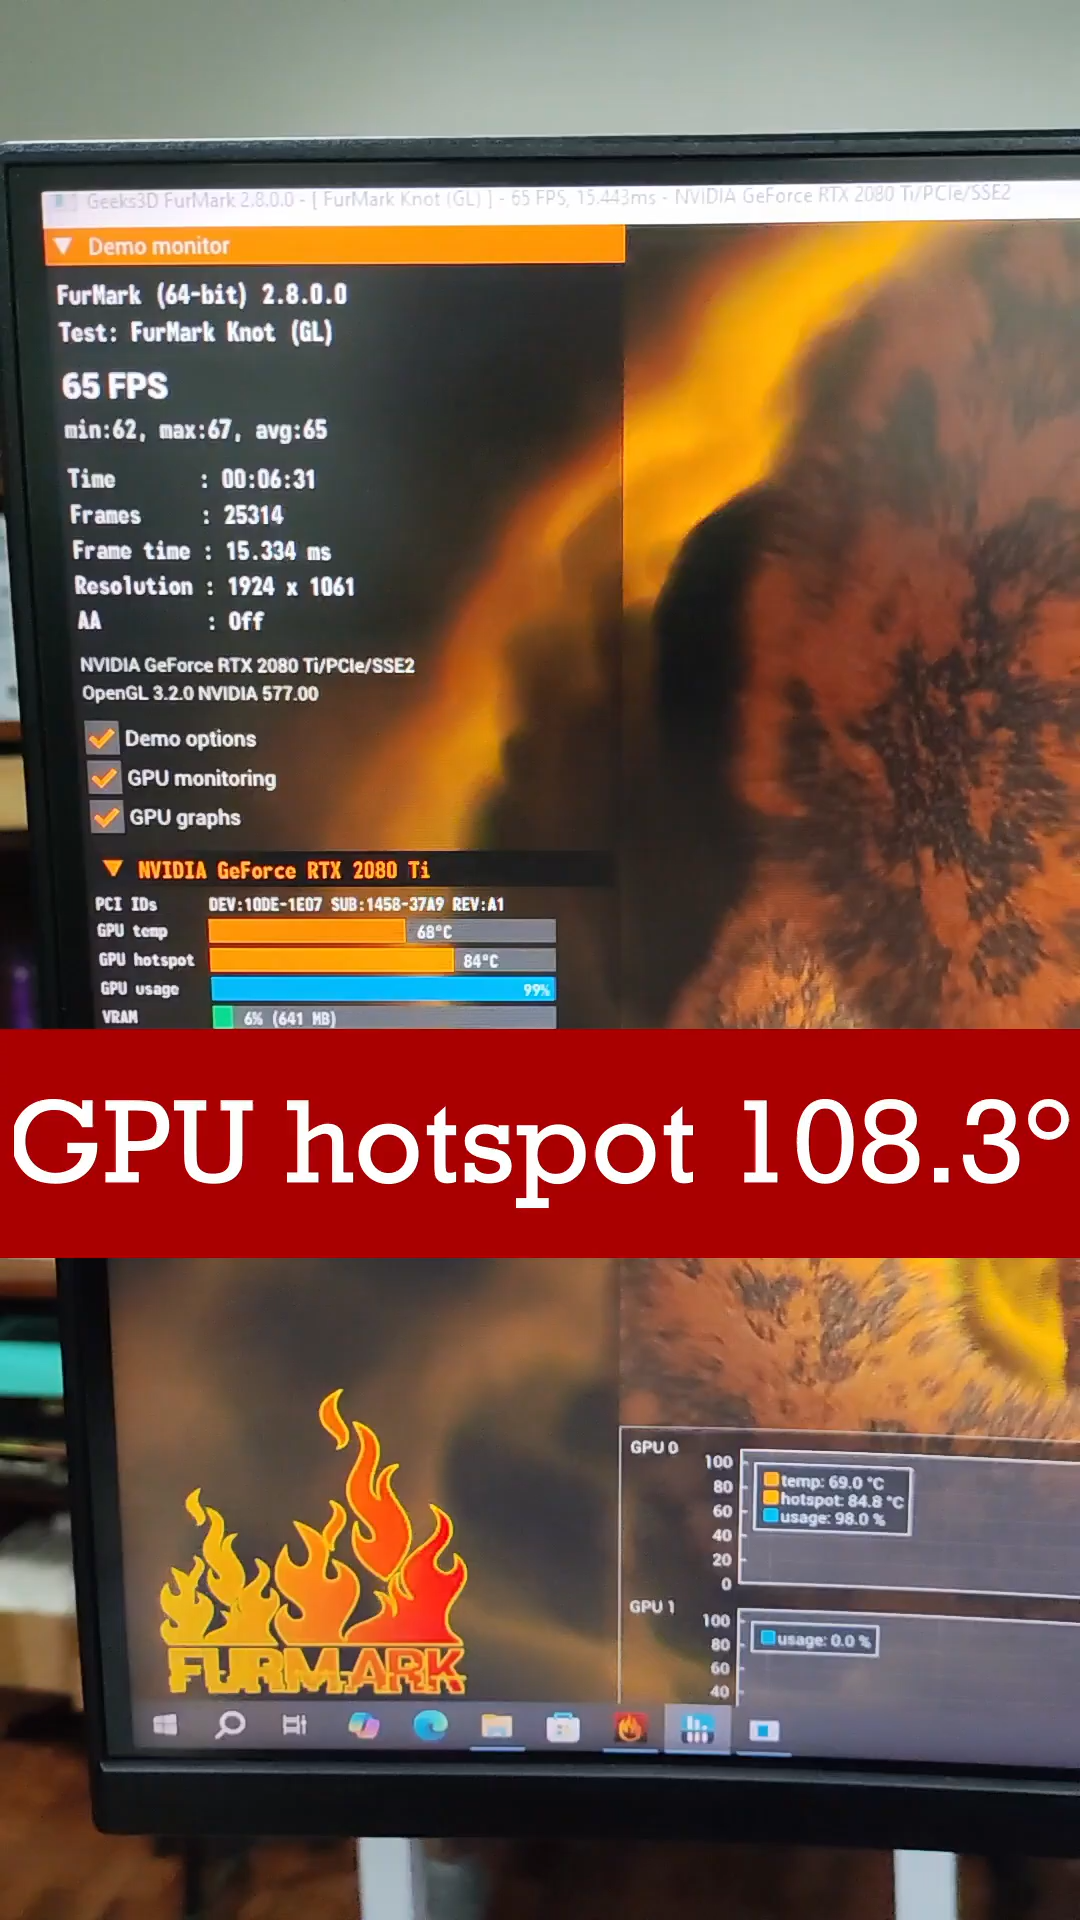 Geeks3D FurMark 2.8.0.0 - [ FurMark Knot (GL) ] - 65 FPS, 15.443ms - NVIDIA GeForce RTX 2080 Ti/PCIe/SSE2
Demo monitor
FurMark (64-bit) 2.8.0.0
Test: FurMark Knot (GL)
65 FPS
min:62, max:67, avg:65
Time : 00:06:31
Frames : 25314
Frame time : 15.334 ms
Resolution : 1924 x 1061
AA : Off
NVIDIA GeForce RTX 2080 Ti/PCIe/SSE2
OpenGL 3.2.0 NVIDIA 577.00
Demo options
GPU monitoring
GPU graphs
NVIDIA GeForce RTX 2080 Ti
PCI IDs DEV:10DE-1E07 SUB:1458-37A9 REV:A1
GPU temp 68°C
GPU hotspot 84°C
GPU usage 99%
VRAM 6% (641 MB)
GPU hotspot 108.3°
FURMARK
GPU 0
100
80
60
40
20
0
temp: 69.0 °C
hotspot: 84.8 °C
usage: 98.0 %
GPU 1
100
80
60
40
usage: 0.0 %